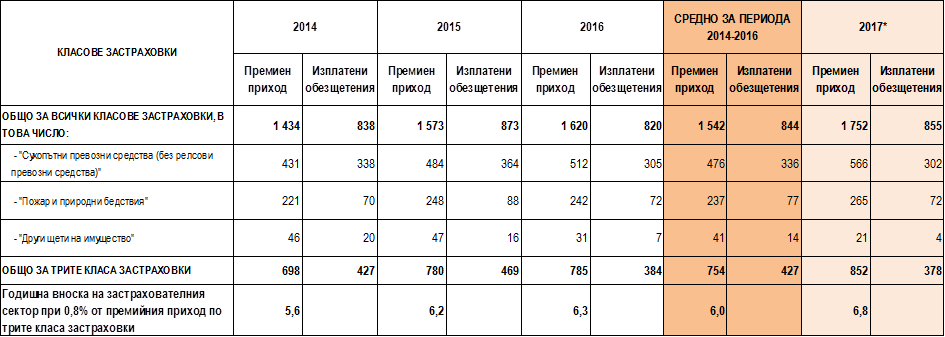 КЛАСОВЕ ЗАСТРАХОВКИ
2014
2015
2016
СРЕДНО ЗА ПЕРИОДА
2014-2016
2017*
Премиен приход
Изплатени обезщетения
Премиен приход
Изплатени обезщетения
Премиен приход
Изплатени обезщетения
Премиен приход
Изплатени обезщетения
Премиен приход
Изплатени обезщетения
ОБЩО ЗА ВСИЧКИ КЛАСОВЕ ЗАСТРАХОВКИ, В
ТОВА ЧИСЛО:
1 434 838 1 573 873 1 620 820 1 542 844 1 752 855
- "Сухопътни превозни средства (без релсови
превозни средства)"
431 338 484 364 512 305 476 336 566 302
- "Пожар и природни бедствия"
221 70 248 88 242 72 237 77 265 72
- "Други щети на имущество"
46 20 47 16 31 7 41 14 21 4
ОБЩО ЗА ТРИТЕ КЛАСА ЗАСТРАХОВКИ
698 427 780 469 785 384 754 427 852 378
Годишна вноска на застрахователния
сектор при 0,8% от премийния приход по
трите класа застраховки
5,6 6,2 6,3 6,0 6,8